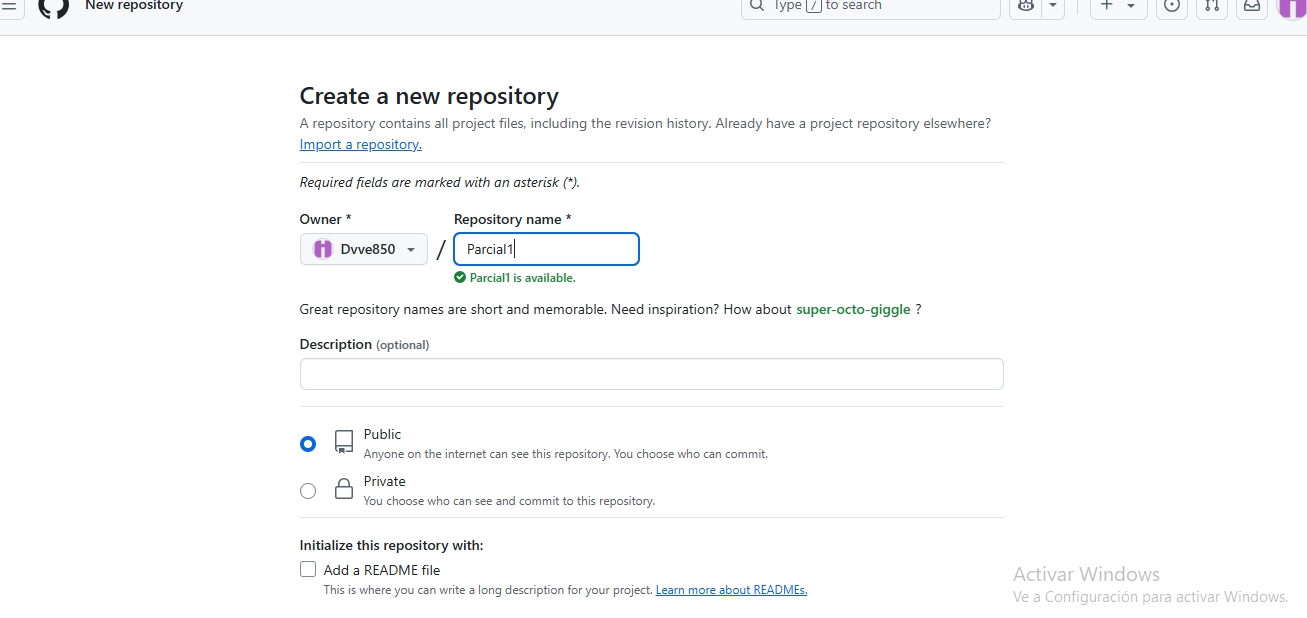 New repository
Type / to search
Create a new repository
A repository contains all project files, including the revision history. Already have a project repository elsewhere?
Import a repository.
Required fields are marked with an asterisk (*).
Owner *
Repository name *
Dvve850
/
Parcial1
Parcial1 is available.
Great repository names are short and memorable. Need inspiration? How about super-octo-giggle ?
Description (optional)
Public
Anyone on the internet can see this repository. You choose who can commit.
Private
You choose who can see and commit to this repository.
Initialize this repository with:
Add a README file
This is where you can write a long description for your project. Learn more about READMEs.
Activar Windows
Ve a Configuración para activar Windows.